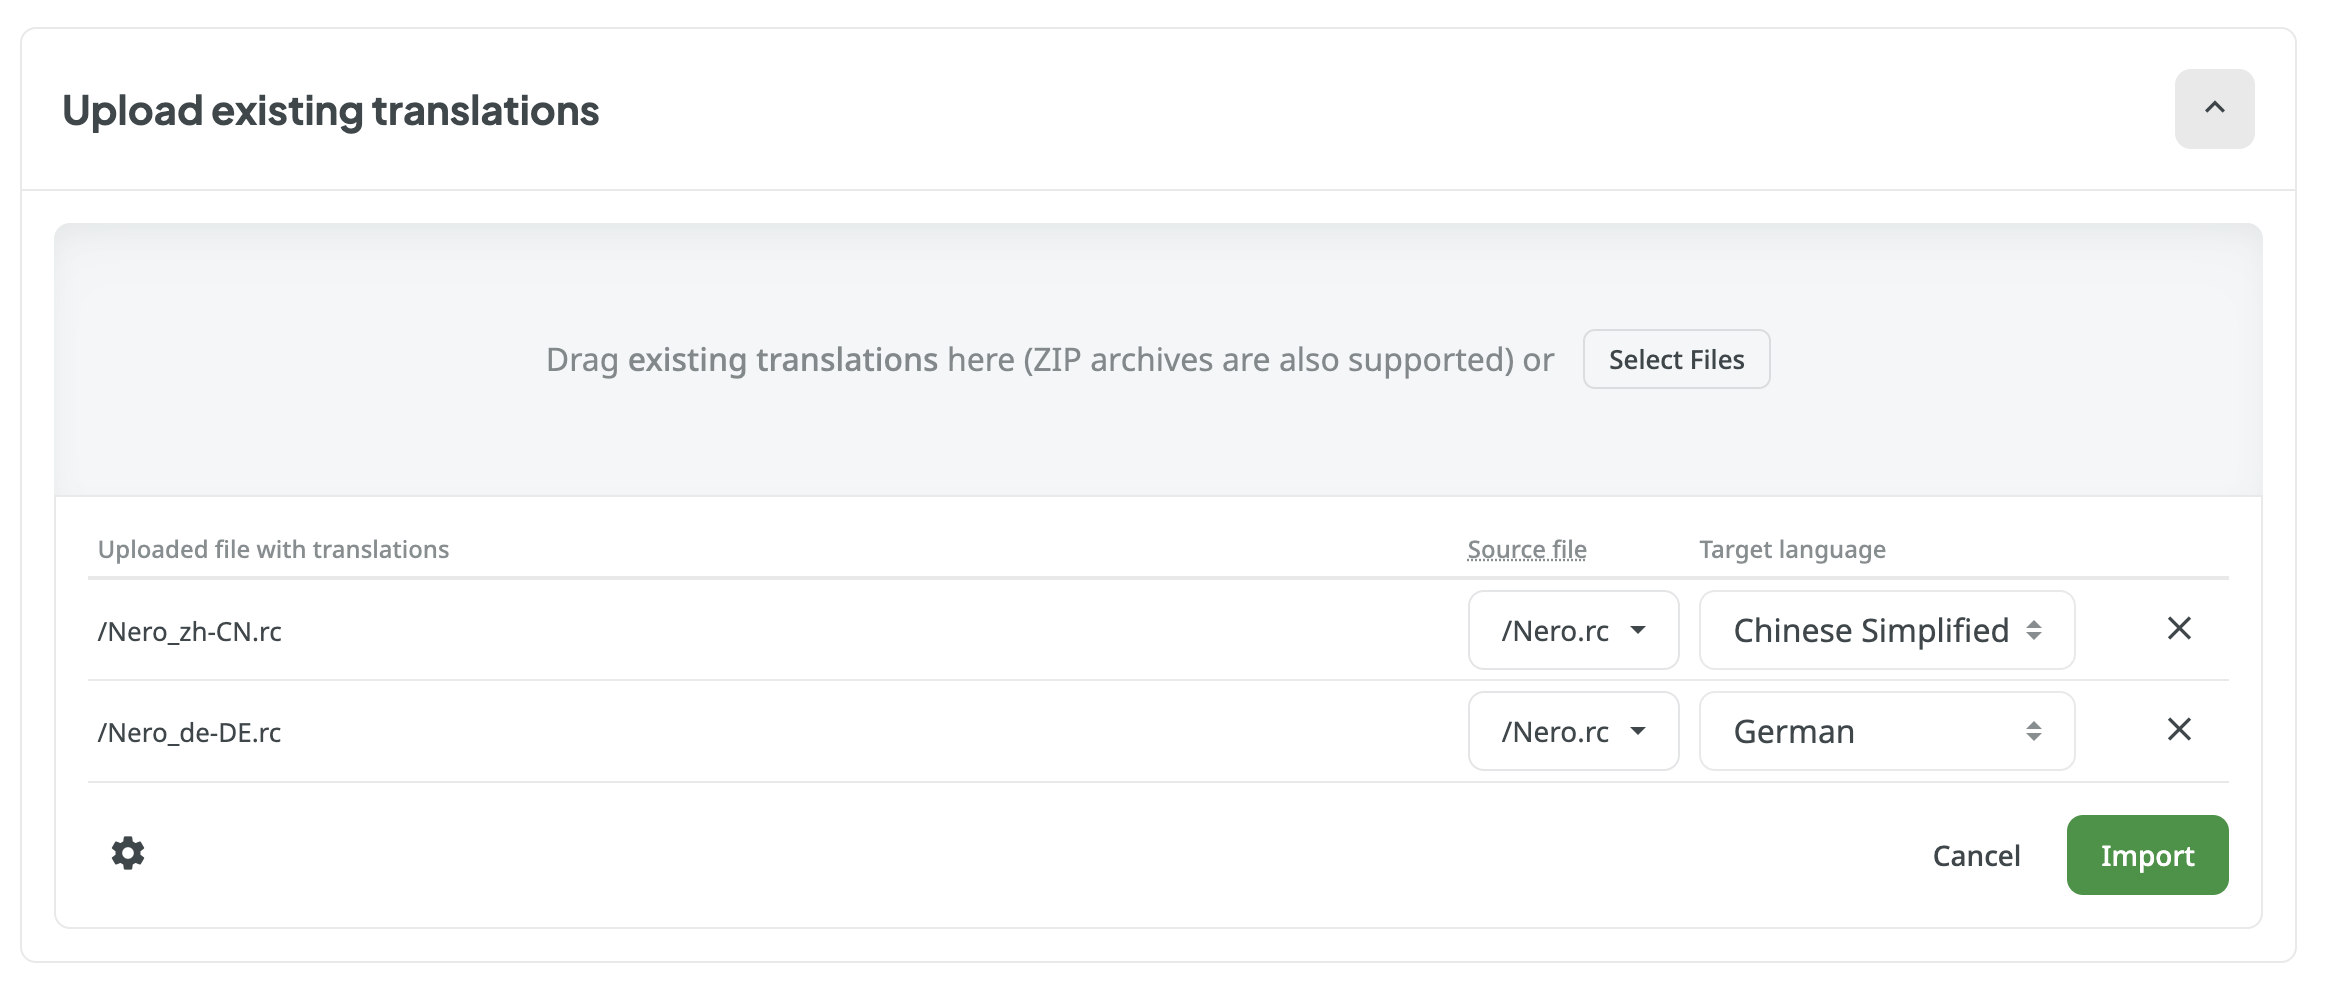 Upload existing translations
Drag existing translations here (ZIP archives are also supported) or Select Files
Uploaded file with translations Source file Target language
/Nero_zh-CN.rc /Nero.rc Chinese Simplified
/Nero_de-DE.rc /Nero.rc German
Cancel Import